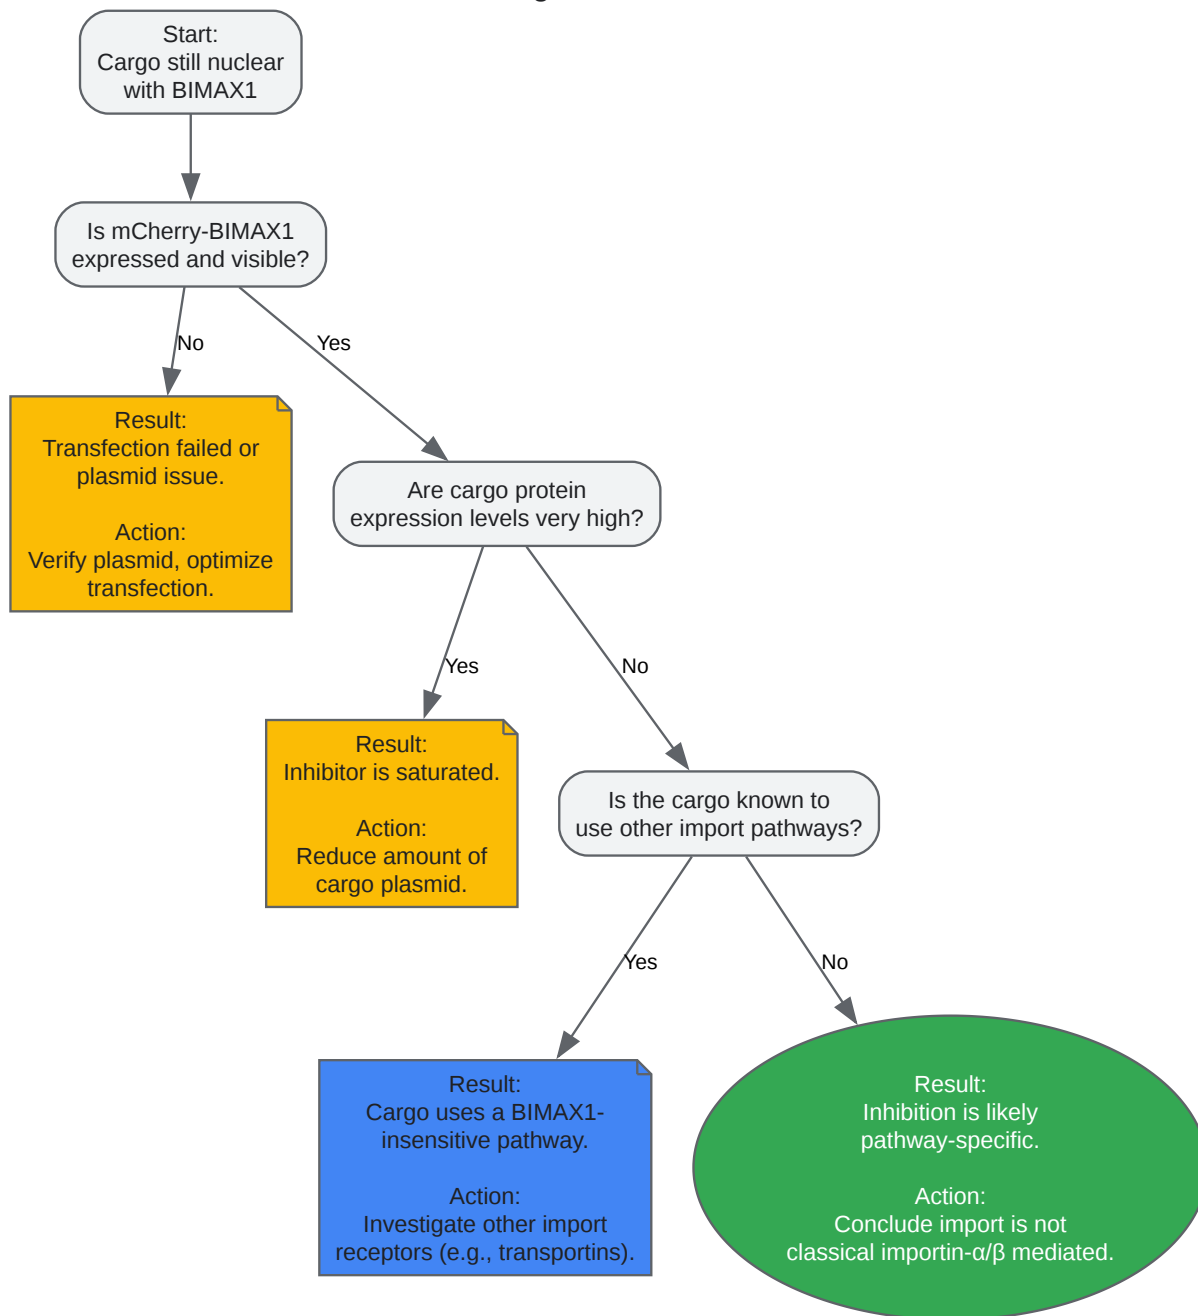 Start:
Cargo still nuclear
with BIMAX1
Is mCherry-BIMAX1
expressed and visible?
No
Yes
Result:
Transfection failed or
plasmid issue.
Action:
Verify plasmid, optimize
transfection.
Are cargo protein
expression levels very high?
Yes
No
Result:
Inhibitor is saturated.
Action:
Reduce amount of
cargo plasmid.
Is the cargo known to
use other import pathways?
Yes
No
Result:
Cargo uses a BIMAX1-
insensitive pathway.
Action:
Investigate other import
receptors (e.g., transportins).
Result:
Inhibition is likely
pathway-specific.
Action:
Conclude import is not
classical importin-α/β mediated.